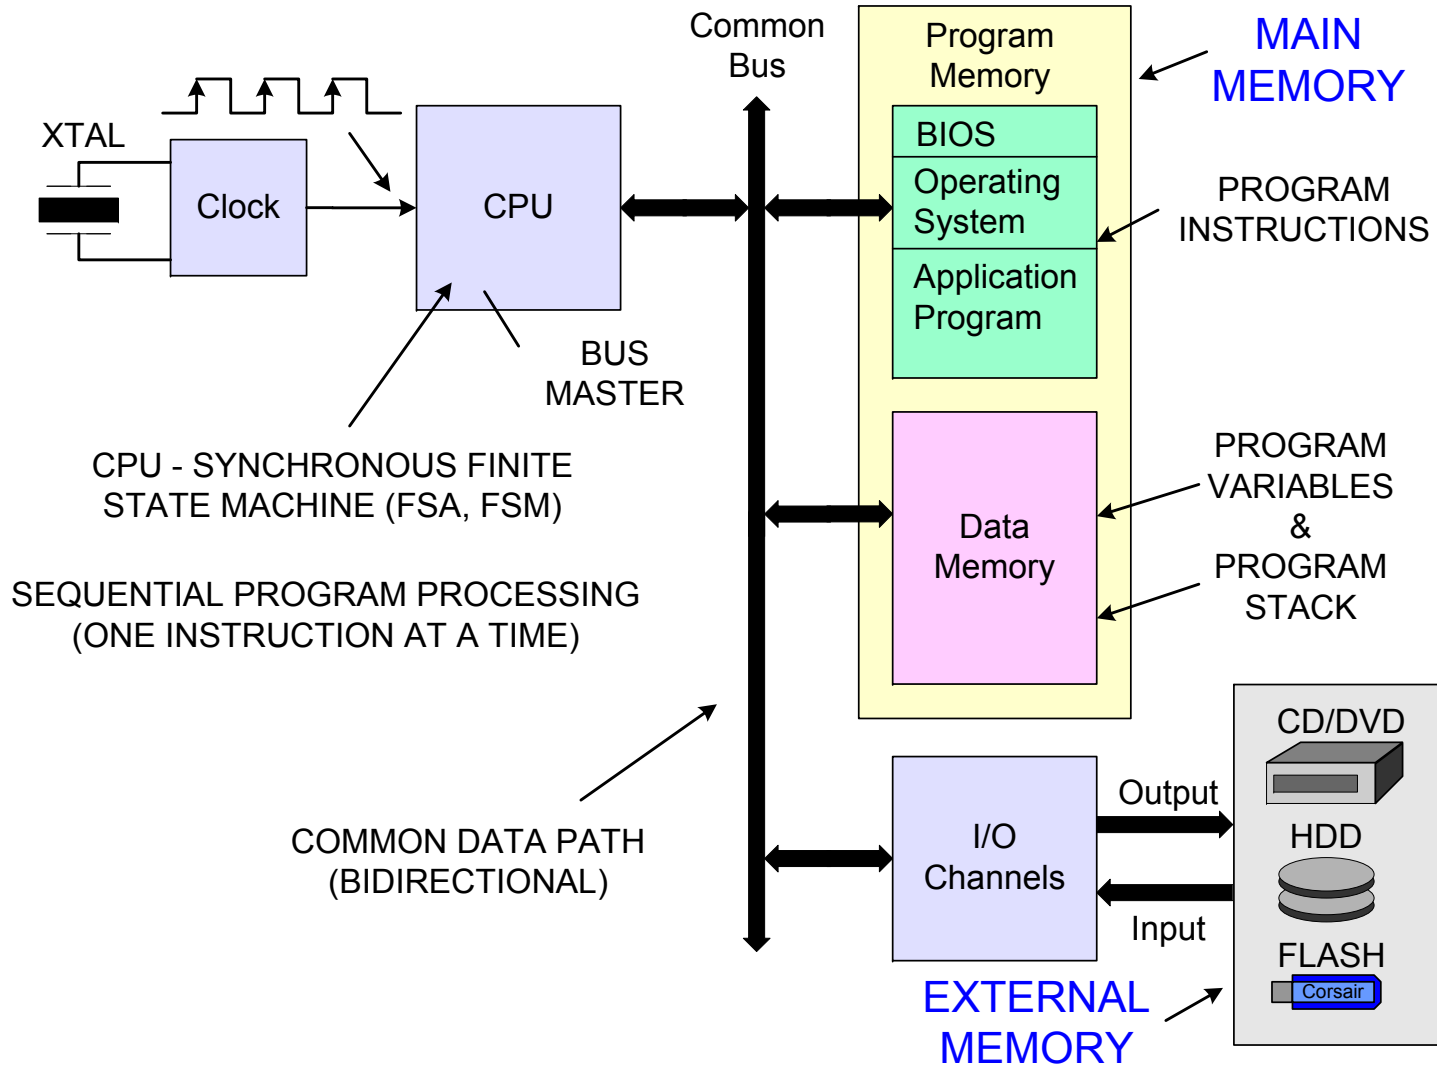 Common
Bus
Program
Memory
MAIN
MEMORY
XTAL
Clock
CPU
BIOS
Operating
System
Application
Program
PROGRAM
INSTRUCTIONS
BUS
MASTER
CPU - SYNCHRONOUS FINITE
STATE MACHINE (FSA, FSM)
SEQUENTIAL PROGRAM PROCESSING
(ONE INSTRUCTION AT A TIME)
Data
Memory
PROGRAM
VARIABLES
&
PROGRAM
STACK
COMMON DATA PATH
(BIDIRECTIONAL)
I/O
Channels
Output
Input
CD/DVD
HDD
FLASH
Corsair
EXTERNAL
MEMORY